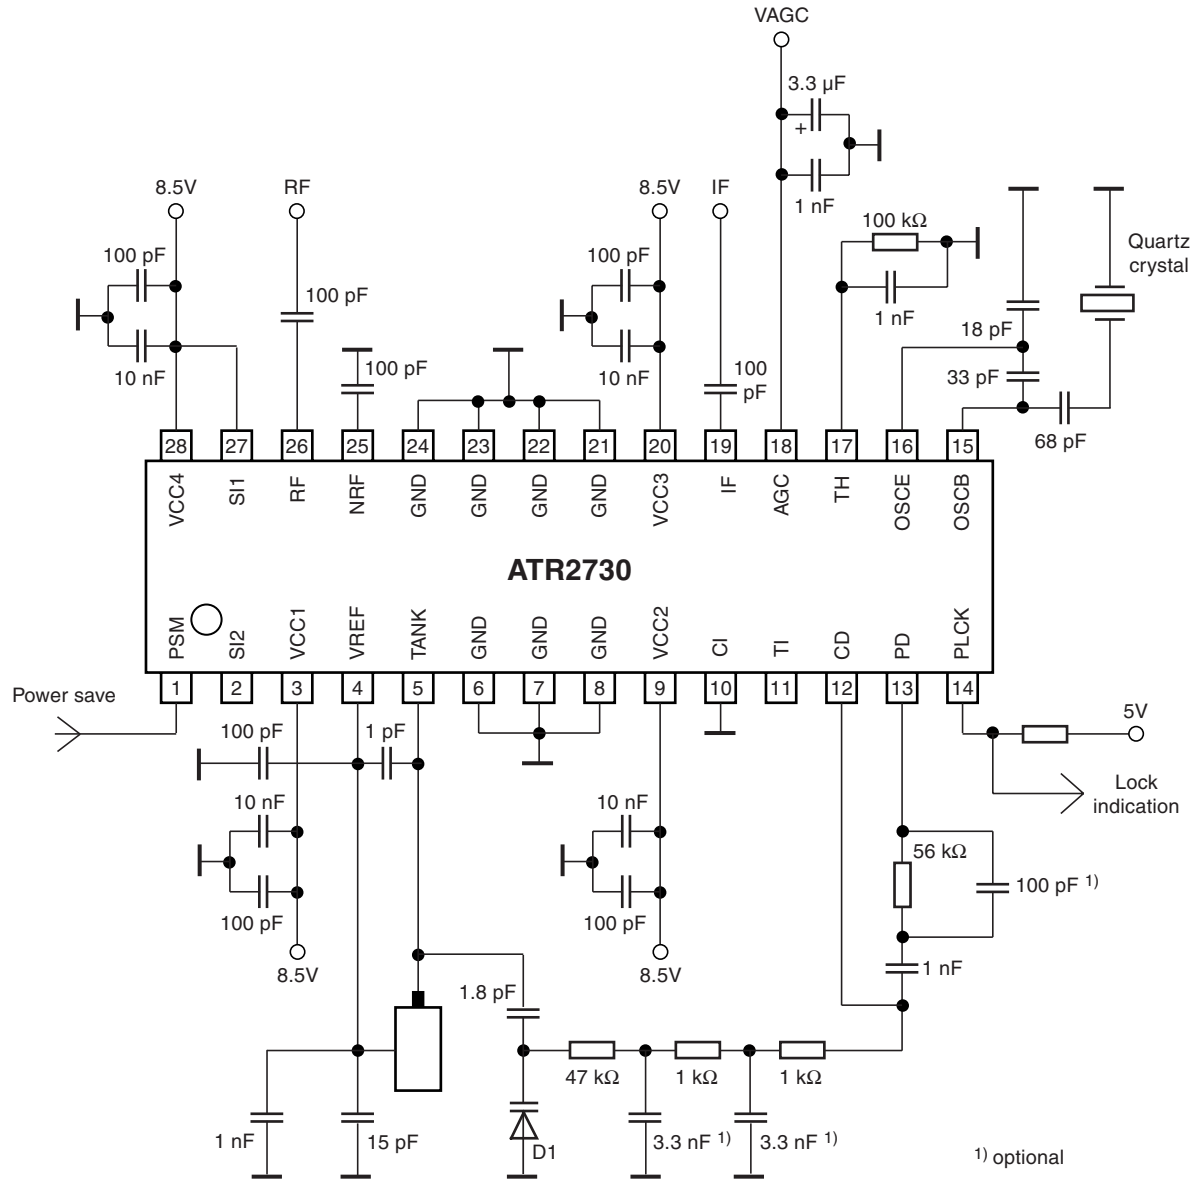 VAGC
3.3 µF
+
1 nF
8.5V
RF
8.5V
IF
100 kΩ
Quartz
crystal
100 pF
100 pF
100 pF
1 nF
18 pF
10 nF
100 pF
10 nF
100
pF
33 pF
68 pF
28 27 26 25 24 23 22 21 20 19 18 17 16 15
VCC4 SI1 RF NRF GND GND GND GND VCC3 IF AGC TH OSCE OSCB
ATR2730
PSM SI2 VCC1 VREF TANK GND GND GND VCC2 CI TI CD PD PLCK
1 2 3 4 5 6 7 8 9 10 11 12 13 14
Power save
100 pF
1 pF
5V
Lock
indication
10 nF
10 nF
56 kΩ
100 pF 1)
100 pF
100 pF
8.5V
8.5V
1 nF
1.8 pF
47 kΩ
1 kΩ
1 kΩ
1 nF
15 pF
D1
3.3 nF 1)
3.3 nF 1)
1) optional